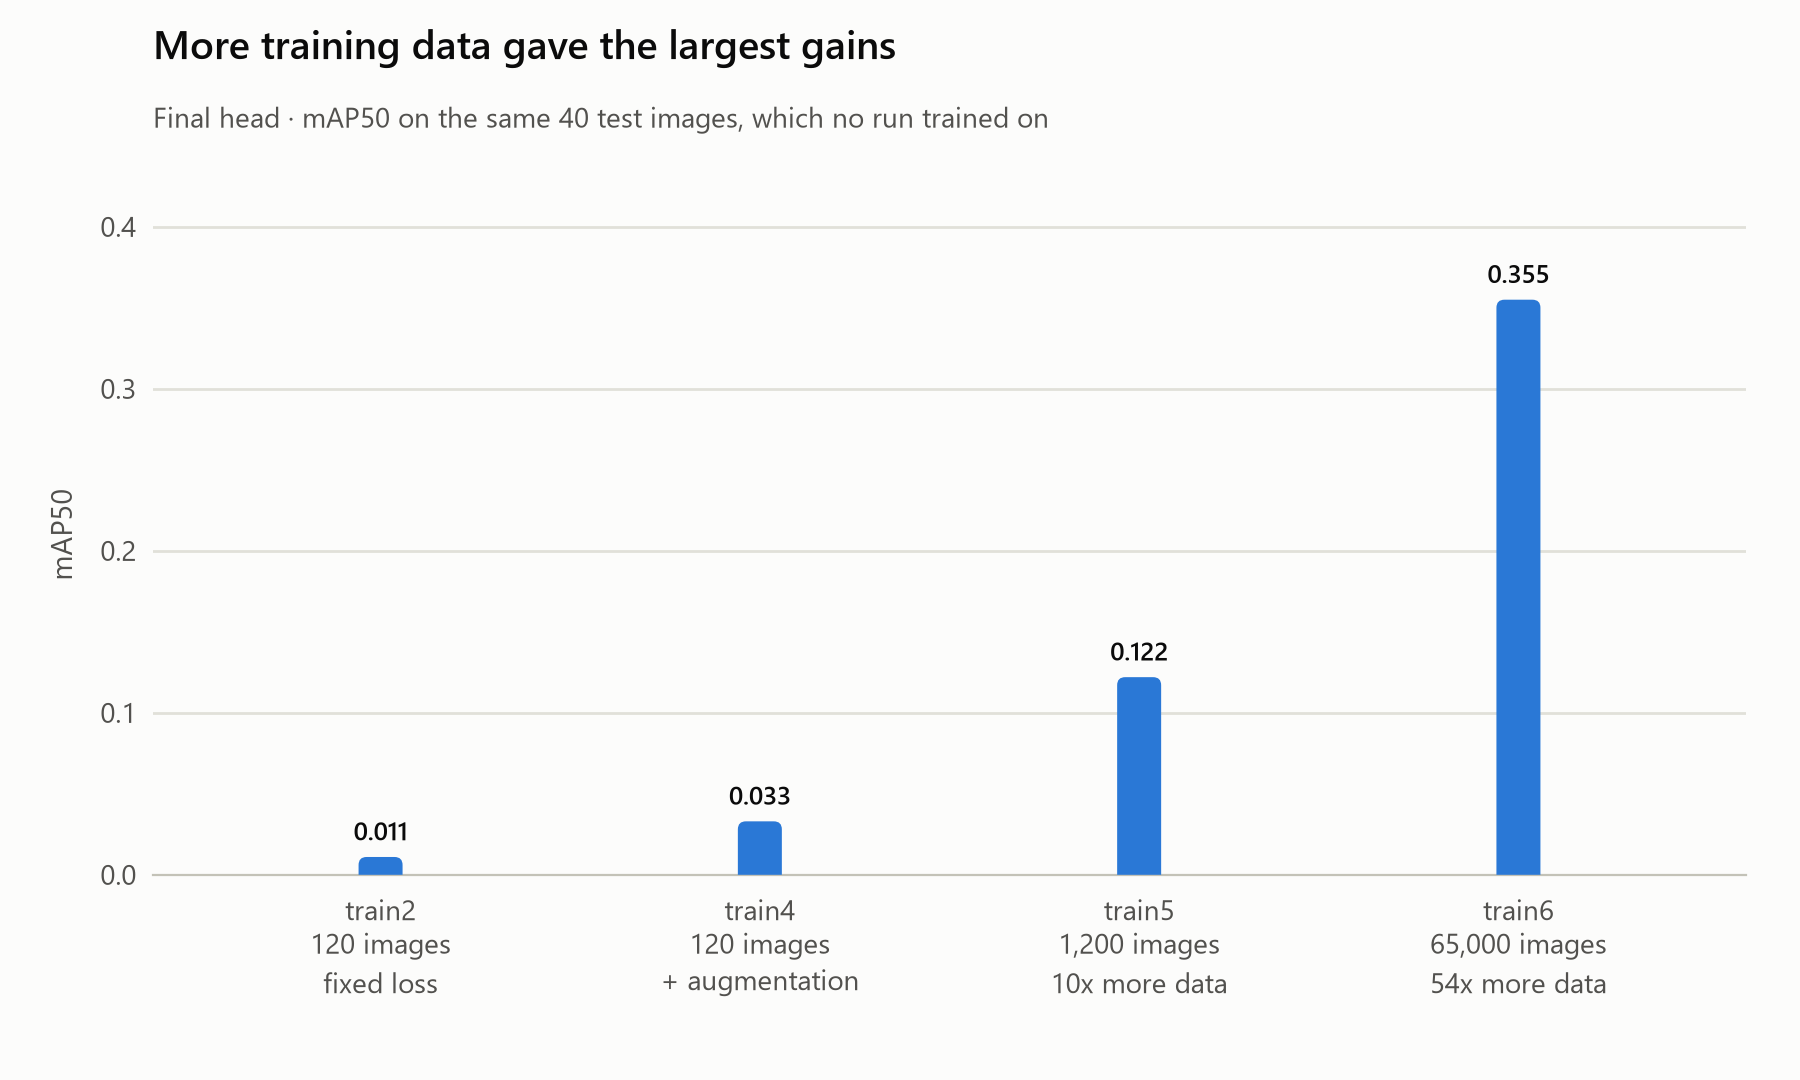 More training data gave the largest gains
Final head · mAP50 on the same 40 test images, which no run trained on
0.4
0.3
0.2
0.1
0.0
mAP50
0.011
0.033
0.122
0.355
train2
120 images
fixed loss
train4
120 images
+ augmentation
train5
1,200 images
10x more data
train6
65,000 images
54x more data